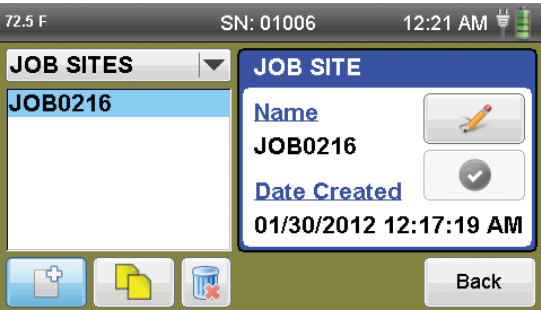 72.5 F SN: 01006 12:21 AM
JOB SITES
JOB0216
JOB SITE
Name
JOB0216
Date Created
01/30/2012 12:17:19 AM
Back